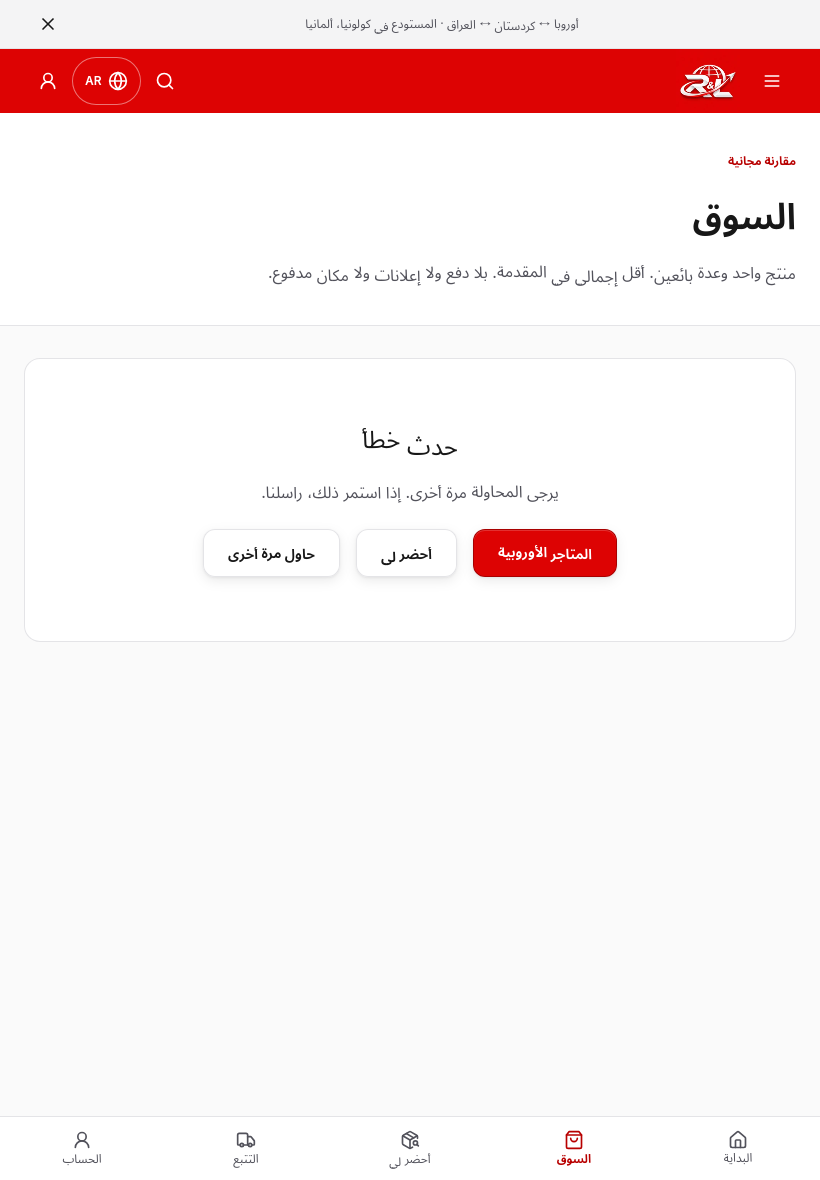 أوروبا ↔ كردستان ↔ العراق · المستودع في كولونيا، ألمانيا
R&L
AR
مقارنة مجانية
السوق
منتج واحد وعدة بائعين. أقل إجمالي في المقدمة. بلا دفع ولا إعلانات ولا مكان مدفوع.
حدث خطأ
يرجى المحاولة مرة أخرى. إذا استمر ذلك، راسلنا.
المتاجر الأوروبية
أحضر لي
حاول مرة أخرى
البداية
السوق
أحضر لي
التتبع
الحساب